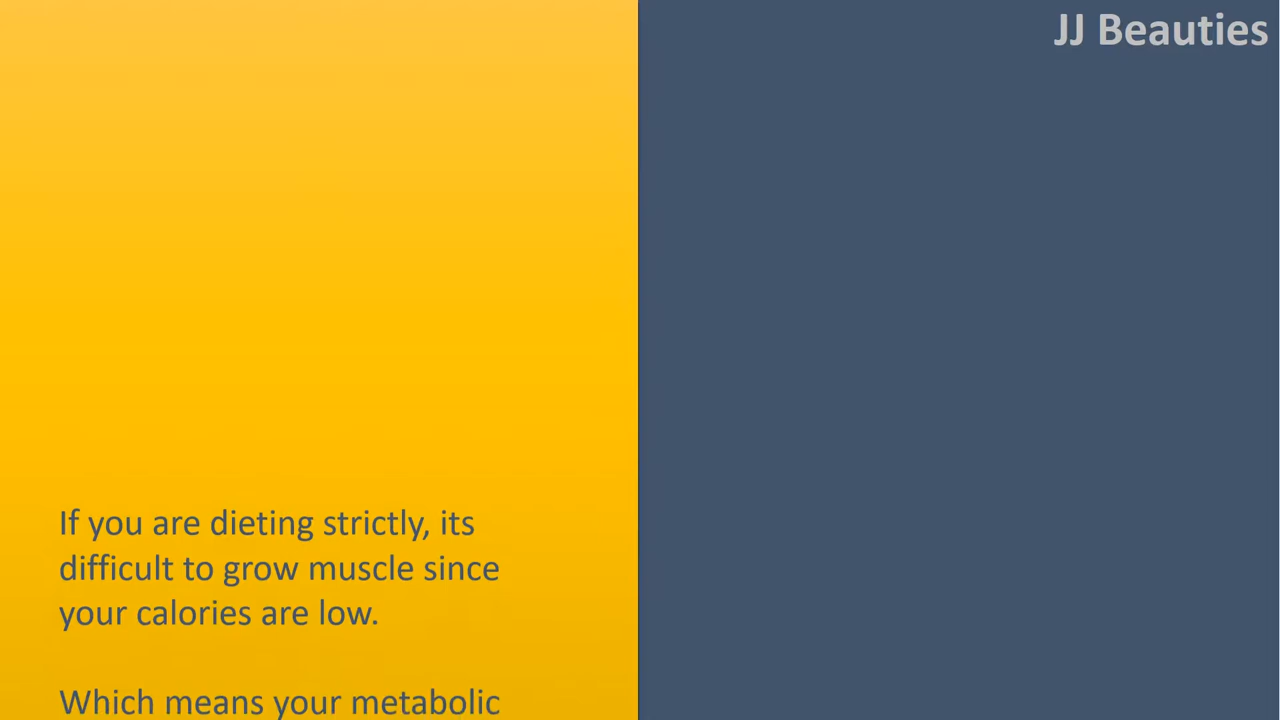 JJ Beauties
If you are dieting strictly, its
difficult to grow muscle since
your calories are low.
Which means your metabolic